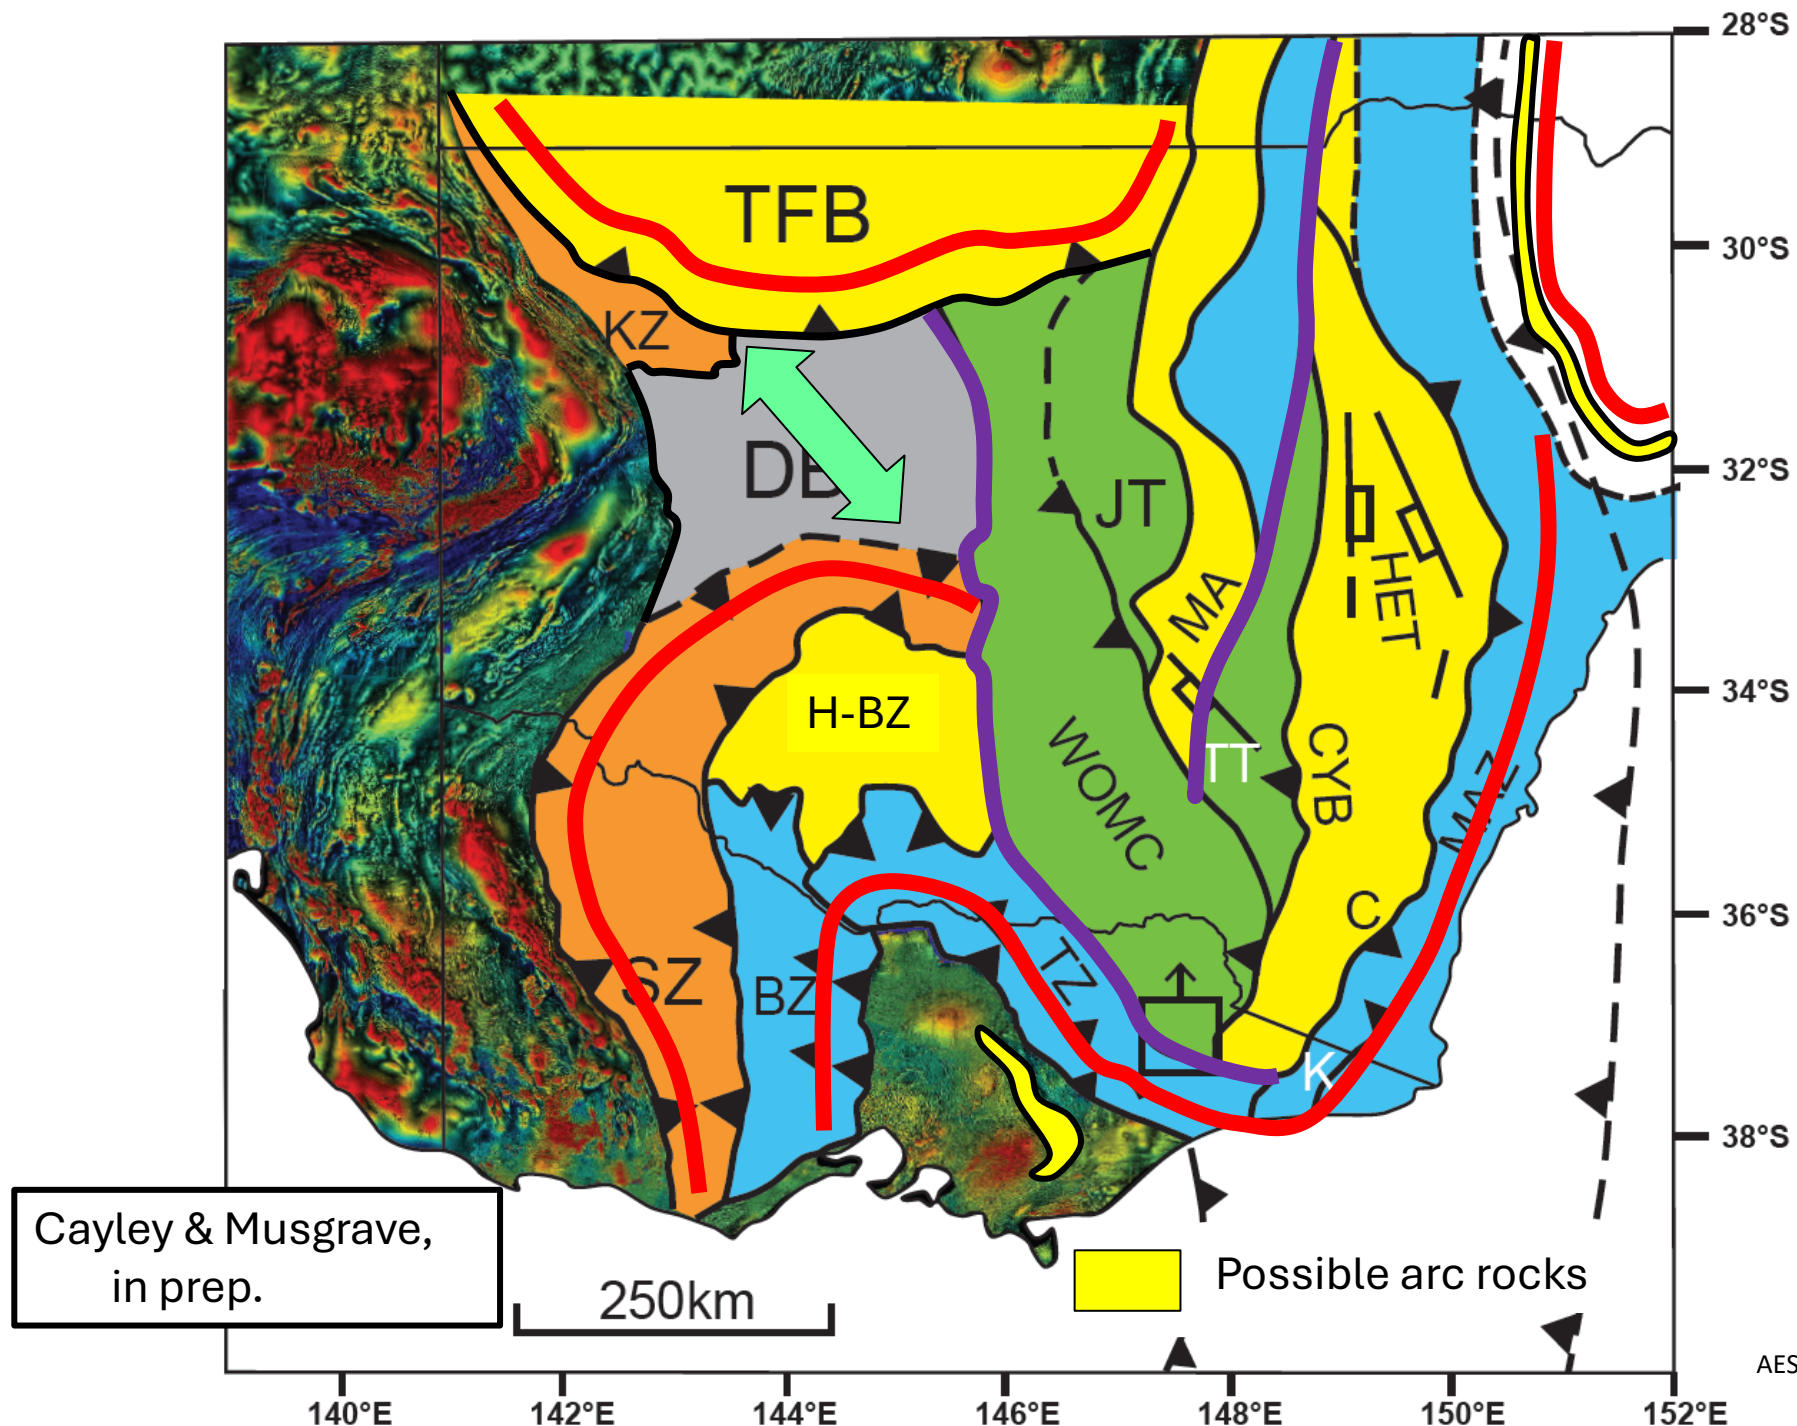 28°S
TFB
30°S
KZ
DB
32°S
JT
HET
MA
H-BZ
34°S
WOMC
TT
CYB
MAZ
C
36°S
SZ
BZ
TZ
K
38°S
Cayley & Musgrave,
in prep.
250km
Possible arc rocks
AES
140°E
142°E
144°E
146°E
148°E
150°E
152°E